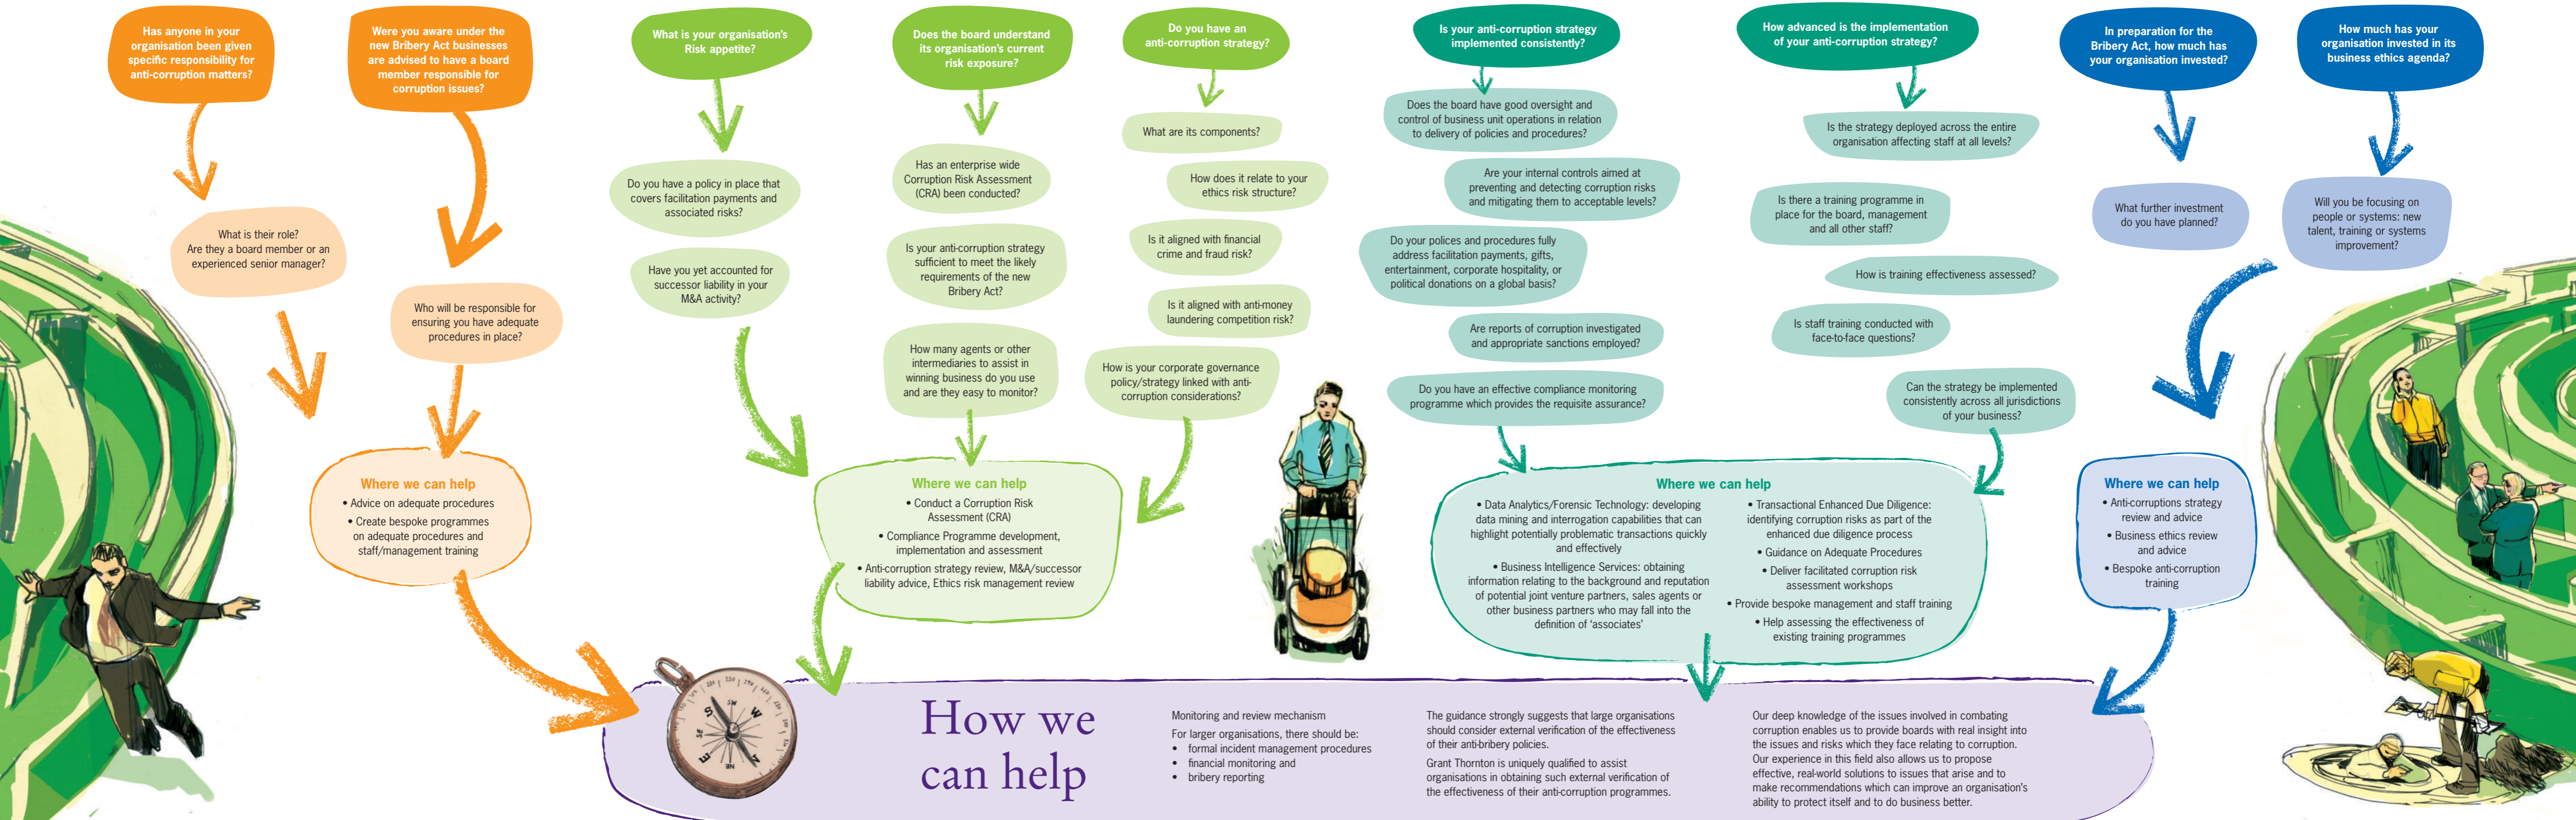 Has anyone in your
organisation been given
specific responsibility for
anti-corruption matters?
What is their role?
Are they a board member or an
experienced senior manager?
Were you aware under the
new Bribery Act businesses
are advised to have a board
member responsible for
corruption issues?
Who will be responsible for
ensuring you have adequate
procedures in place?
Where we can help
• Advice on adequate procedures
• Create bespoke programmes
on adequate procedures and
staff/management training
What is your organisation's
Risk appetite?
Do you have a policy in place that
covers facilitation payments and
associated risks?
Have you yet accounted for
successor liability in your
M&A activity?
Does the board understand
its organisation's current
risk exposure?
Has an enterprise wide
Corruption Risk Assessment
(CRA) been conducted?
Is your anti-corruption strategy
sufficient to meet the likely
requirements of the new
Bribery Act?
How many agents or other
intermediaries to assist in
winning business do you use
and are they easy to monitor?
Do you have an
anti-corruption strategy?
What are its components?
How does it relate to your
ethics risk structure?
Is it aligned with financial
crime and fraud risk?
Is it aligned with anti-money
laundering competition risk?
How is your corporate governance
policy/strategy linked with anti-
corruption considerations?
Where we can help
• Conduct a Corruption Risk
Assessment (CRA)
• Compliance Programme development,
implementation and assessment
• Anti-corruption strategy review, M&A/successor
liability advice, Ethics risk management review
Is your anti-corruption strategy
implemented consistently?
Does the board have good oversight and
control of business unit operations in relation
to delivery of policies and procedures?
Are your internal controls aimed at
preventing and detecting corruption risks
and mitigating them to acceptable levels?
Do your polices and procedures fully
address facilitation payments, gifts,
entertainment, corporate hospitality, or
political donations on a global basis?
Are reports of corruption investigated
and appropriate sanctions employed?
Do you have an effective compliance monitoring
programme which provides the requisite assurance?
How advanced is the implementation
of your anti-corruption strategy?
Is the strategy deployed across the entire
organisation affecting staff at all levels?
Is there a training programme in
place for the board, management
and all other staff?
How is training effectiveness assessed?
Is staff training conducted with
face-to-face questions?
Can the strategy be implemented
consistently across all jurisdictions
of your business?
Where we can help
• Data Analytics/Forensic Technology: developing
data mining and interrogation capabilities that can
highlight potentially problematic transactions quickly
and effectively
• Business Intelligence Services: obtaining
information relating to the background and reputation
of potential joint venture partners, sales agents or
other business partners who may fall into the
definition of 'associates'
• Transactional Enhanced Due Diligence:
identifying corruption risks as part of the
enhanced due diligence process
• Guidance on Adequate Procedures
• Deliver facilitated corruption risk
assessment workshops
• Provide bespoke management and staff training
• Help assessing the effectiveness of
existing training programmes
In preparation for the
Bribery Act, how much has
your organisation invested?
What further investment
do you have planned?
How much has your
organisation invested in its
business ethics agenda?
Will you be focusing on
people or systems: new
talent, training or systems
improvement?
Where we can help
• Anti-corruptions strategy
review and advice
• Business ethics review
and advice
• Bespoke anti-corruption
training
S
SW
W
SE
E
NE
N
How we
can help
Monitoring and review mechanism
For larger organisations, there should be:
• formal incident management procedures
• financial monitoring and
• bribery reporting
The guidance strongly suggests that large organisations
should consider external verification of the effectiveness
of their anti-bribery policies.
Grant Thornton is uniquely qualified to assist
organisations in obtaining such external verification of
the effectiveness of their anti-corruption programmes.
Our deep knowledge of the issues involved in combating
corruption enables us to provide boards with real insight into
the issues and risks which they face relating to corruption.
Our experience in this field also allows us to propose
effective, real-world solutions to issues that arise and to
make recommendations which can improve an organisation's
ability to protect itself and to do business better.